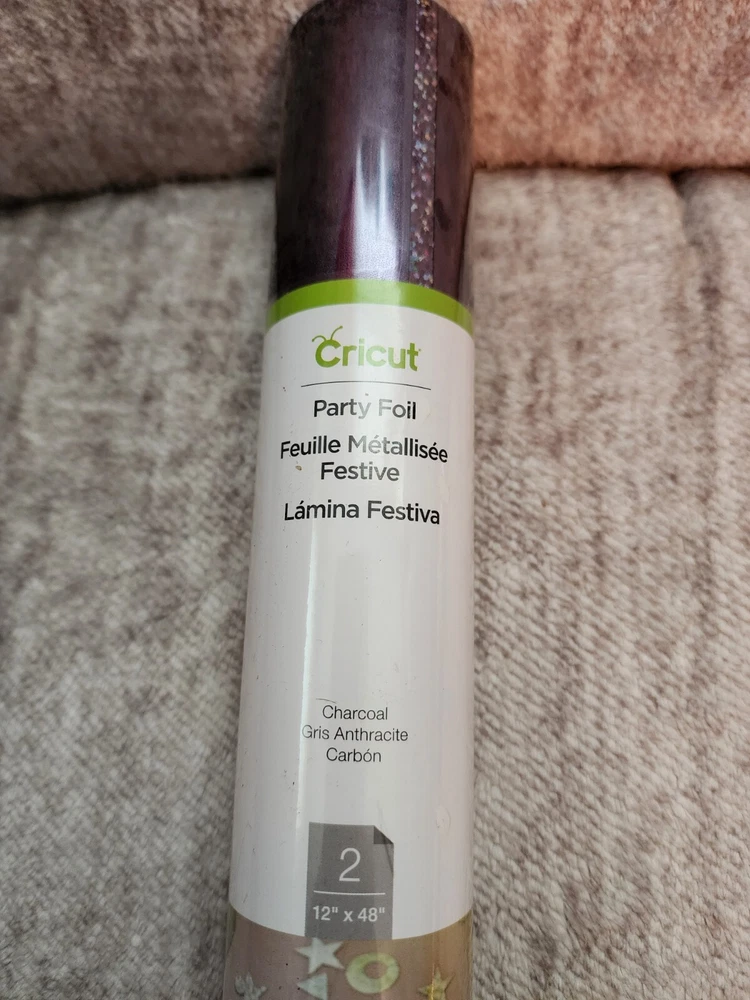 Cricut
Party Foil
Feuille Métallisée
Festive
Lámina Festiva
Charcoal
Gris Anthracite
Carbón
2
12" x 48"